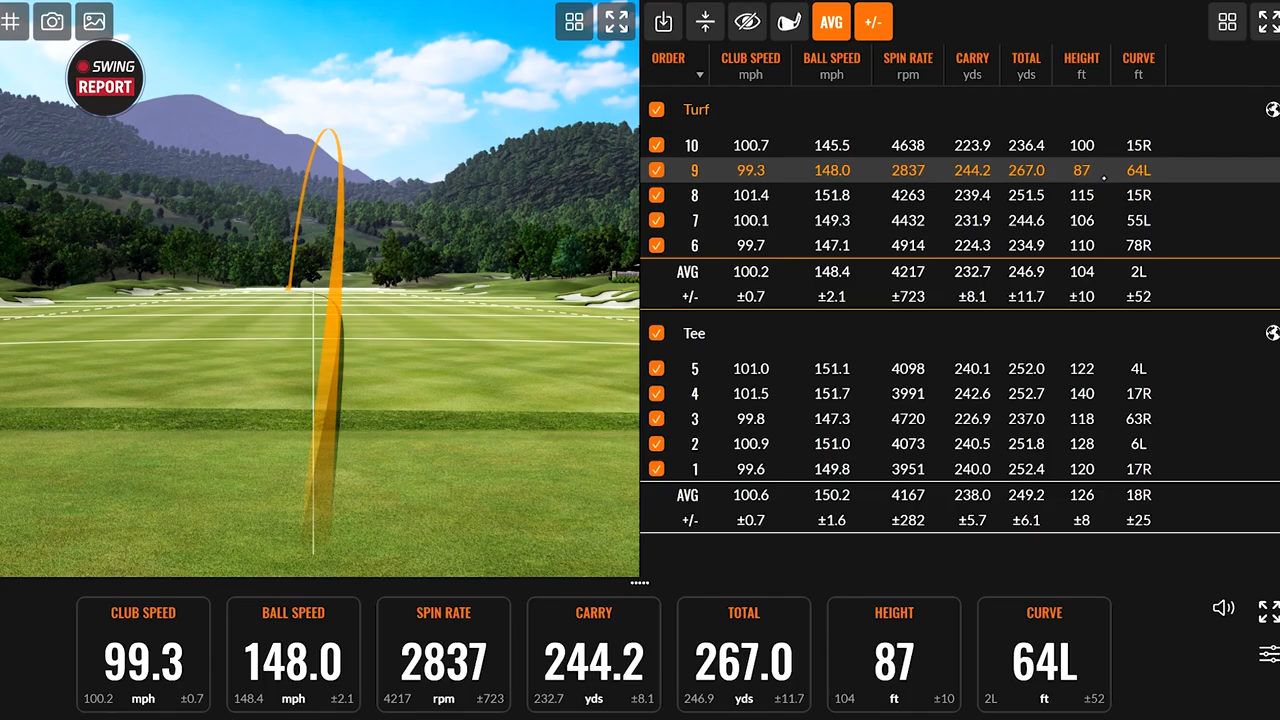 SWING
REPORT
AVG
+/-
ORDER CLUB SPEED BALL SPEED SPIN RATE CARRY TOTAL HEIGHT CURVE
mph mph rpm yds yds ft ft
Turf
10 100.7 145.5 4638 223.9 236.4 100 15R
9 99.3 148.0 2837 244.2 267.0 87 64L
8 101.4 151.8 4263 239.4 251.5 115 15R
7 100.1 149.3 4432 231.9 244.6 106 55L
6 99.7 147.1 4914 224.3 234.9 110 78R
AVG 100.2 148.4 4217 232.7 246.9 104 2L
+/- ±0.7 ±2.1 ±723 ±8.1 ±11.7 ±10 ±52
Tee
5 101.0 151.1 4098 240.1 252.0 122 4L
4 101.5 151.7 3991 242.6 252.7 140 17R
3 99.8 147.3 4720 226.9 237.0 118 63R
2 100.9 151.0 4073 240.5 251.8 128 6L
1 99.6 149.8 3951 240.0 252.4 120 17R
AVG 100.6 150.2 4167 238.0 249.2 126 18R
+/- ±0.7 ±1.6 ±282 ±5.7 ±6.1 ±8 ±25
CLUB SPEED BALL SPEED SPIN RATE CARRY TOTAL HEIGHT CURVE
99.3 148.0 2837 244.2 267.0 87 64L
100.2 mph ±0.7 148.4 mph ±2.1 4217 rpm ±723 232.7 yds ±8.1 246.9 yds ±11.7 104 ft ±10 2L ft ±52